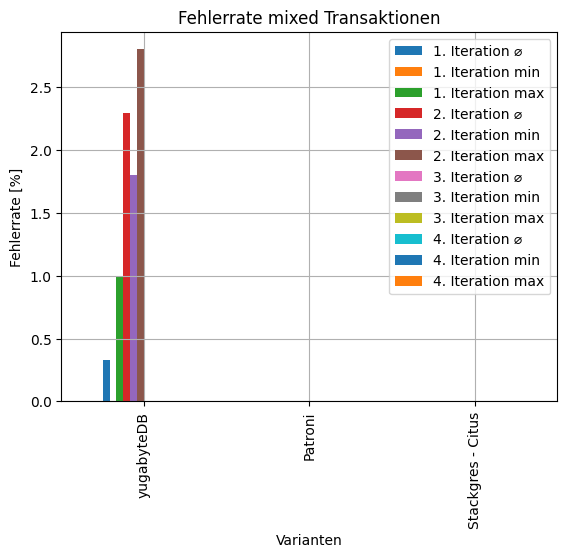 Fehlerrate mixed Transaktionen
Fehlerrate [%]
2.5
2.0
1.5
1.0
0.5
0.0
1. Iteration ⌀
1. Iteration min
1. Iteration max
2. Iteration ⌀
2. Iteration min
2. Iteration max
3. Iteration ⌀
3. Iteration min
3. Iteration max
4. Iteration ⌀
4. Iteration min
4. Iteration max
yugabyteDB
Patroni
Stackgres - Citus
Varianten